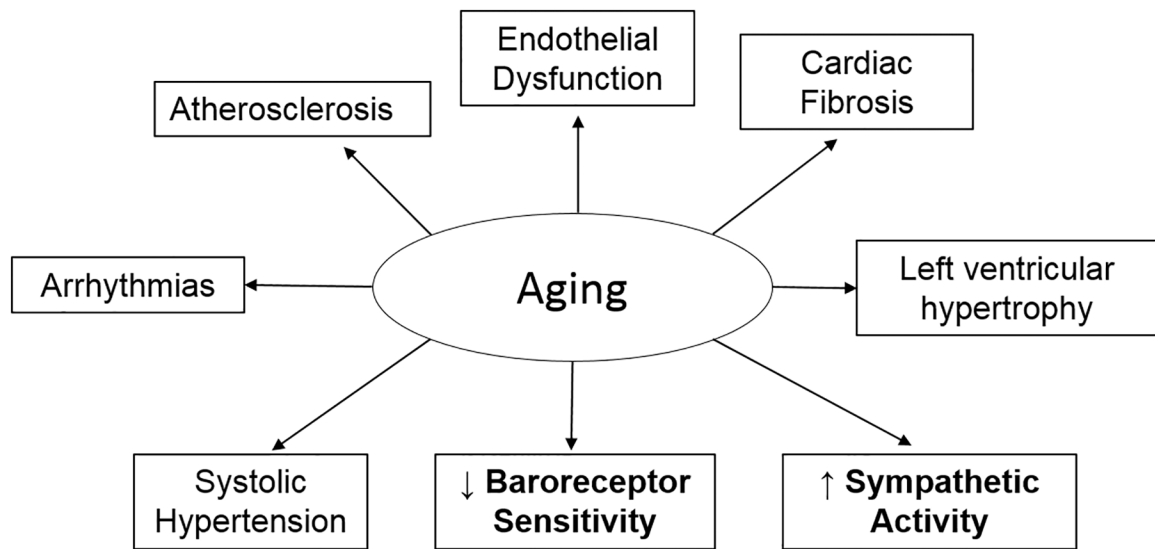 Endothelial
Dysfunction
Cardiac
Fibrosis
Atherosclerosis
Arrhythmias
Aging
Left ventricular
hypertrophy
Systolic
Hypertension
↓ Baroreceptor
Sensitivity
↑ Sympathetic
Activity